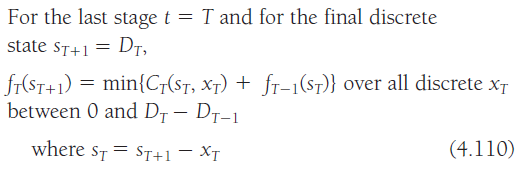 For the last stage t = T and for the final discrete
state s_{T+1} = D_T,
f_T(s_{T+1}) = min{C_T(s_T, x_T) + f_{T−1}(s_T)} over all discrete x_T
between 0 and D_T − D_{T−1}
where s_T = s_{T+1} − x_T (4.110)